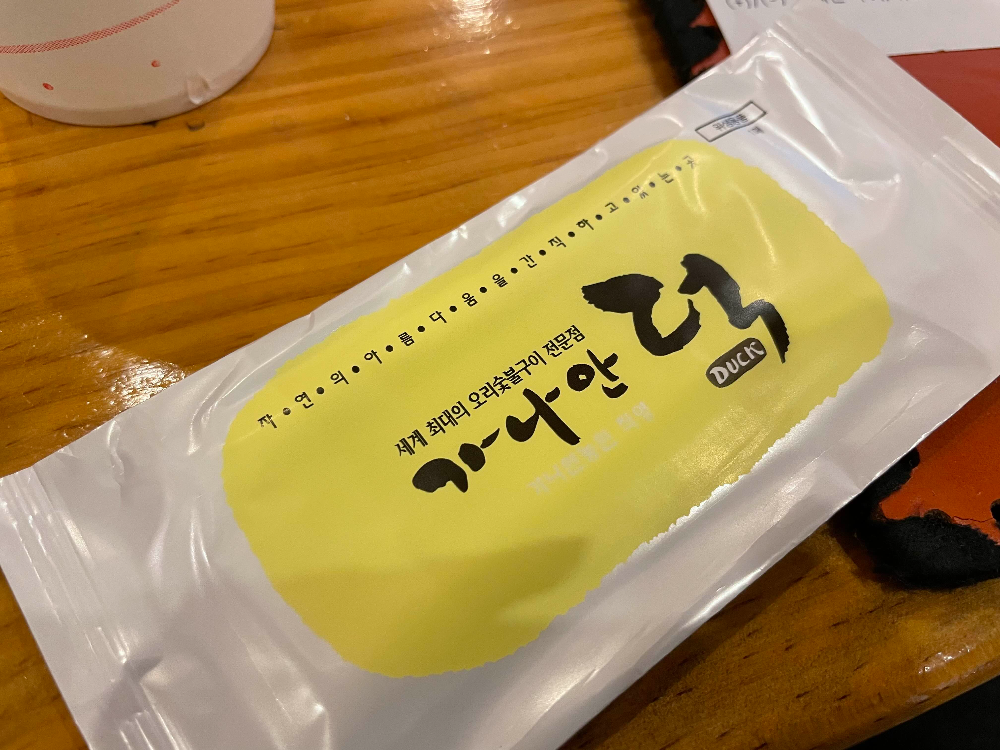 자•연•의•아•름•다•움•을•간•직•하•고•있•는•곳
세계 최대의 오리숯불구이 전문점
가나안 덕
DUCK